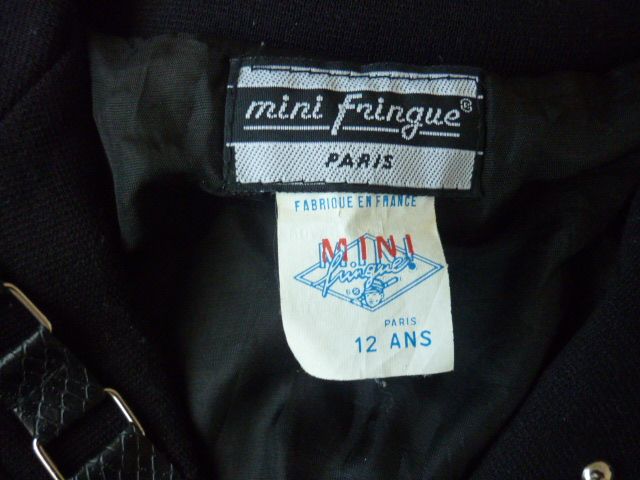 mini fringue®
PARIS
FABRIQUE EN FRANCE
MINI
fringue!
PARIS
12 ANS